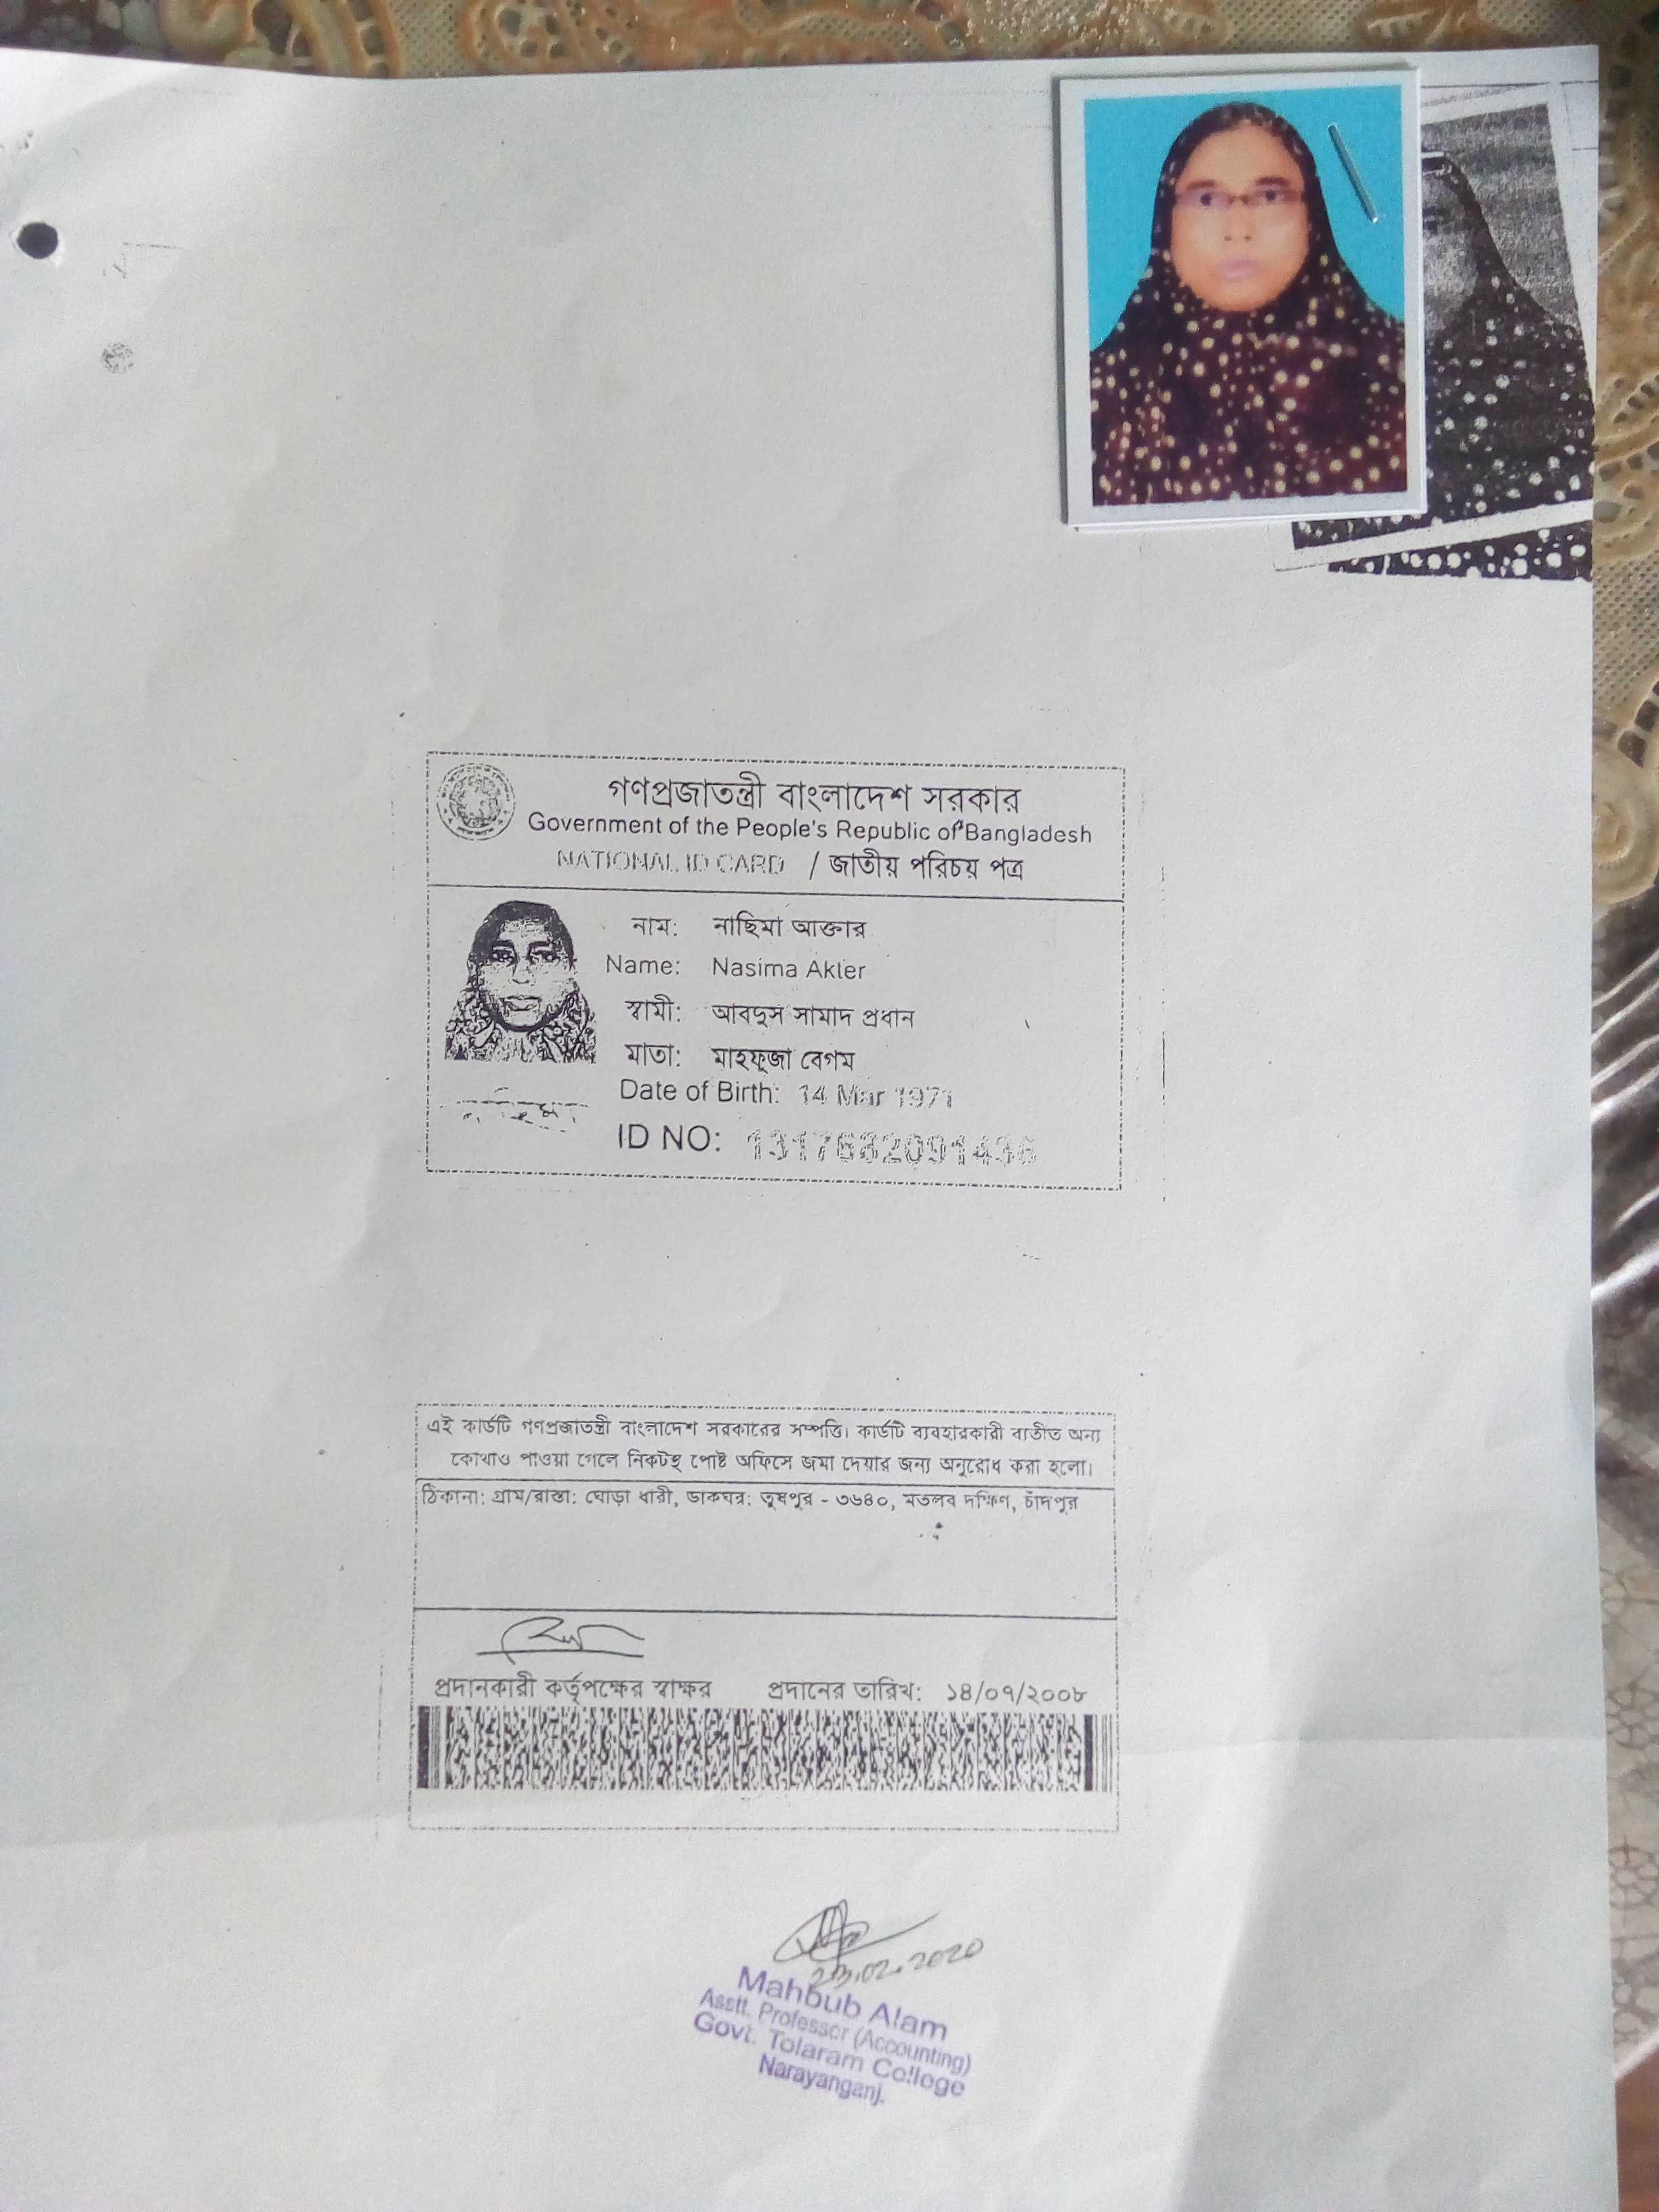 গণপ্রজাতন্ত্রী বাংলাদেশ সরকার
Government of the People's Republic of Bangladesh
NATIONAL ID CARD / জাতীয় পরিচয় পত্র
নাম: নাছিমা আক্তার
Name: Nasima Akter
স্বামী: আবদুস সামাদ প্রধান
মাতা: মাহফুজা বেগম
Date of Birth: 14 Mar 1971
ID NO:
এই কার্ডটি গণপ্রজাতন্ত্রী বাংলাদেশ সরকারের সম্পত্তি। কার্ডটি ব্যবহারকারী ব্যতীত অন্য
কোথাও পাওয়া গেলে নিকটস্থ পোষ্ট অফিসে জমা দেয়ার জন্য অনুরোধ করা হলো।
ঠিকানা: গ্রাম/রাস্তা: ঘোড়া ধারী, ডাকঘর: তুষপুর - ৩৬৪০, মতলব দক্ষিণ, চাঁদপুর
প্রদানকারী কর্তৃপক্ষের স্বাক্ষর প্রদানের তারিখ: ১৪/০৭/২০০৮
23.02.2020
Mahbub Alam
Asstt. Professor (Accounting)
Govt. Tolaram College
Narayanganj.